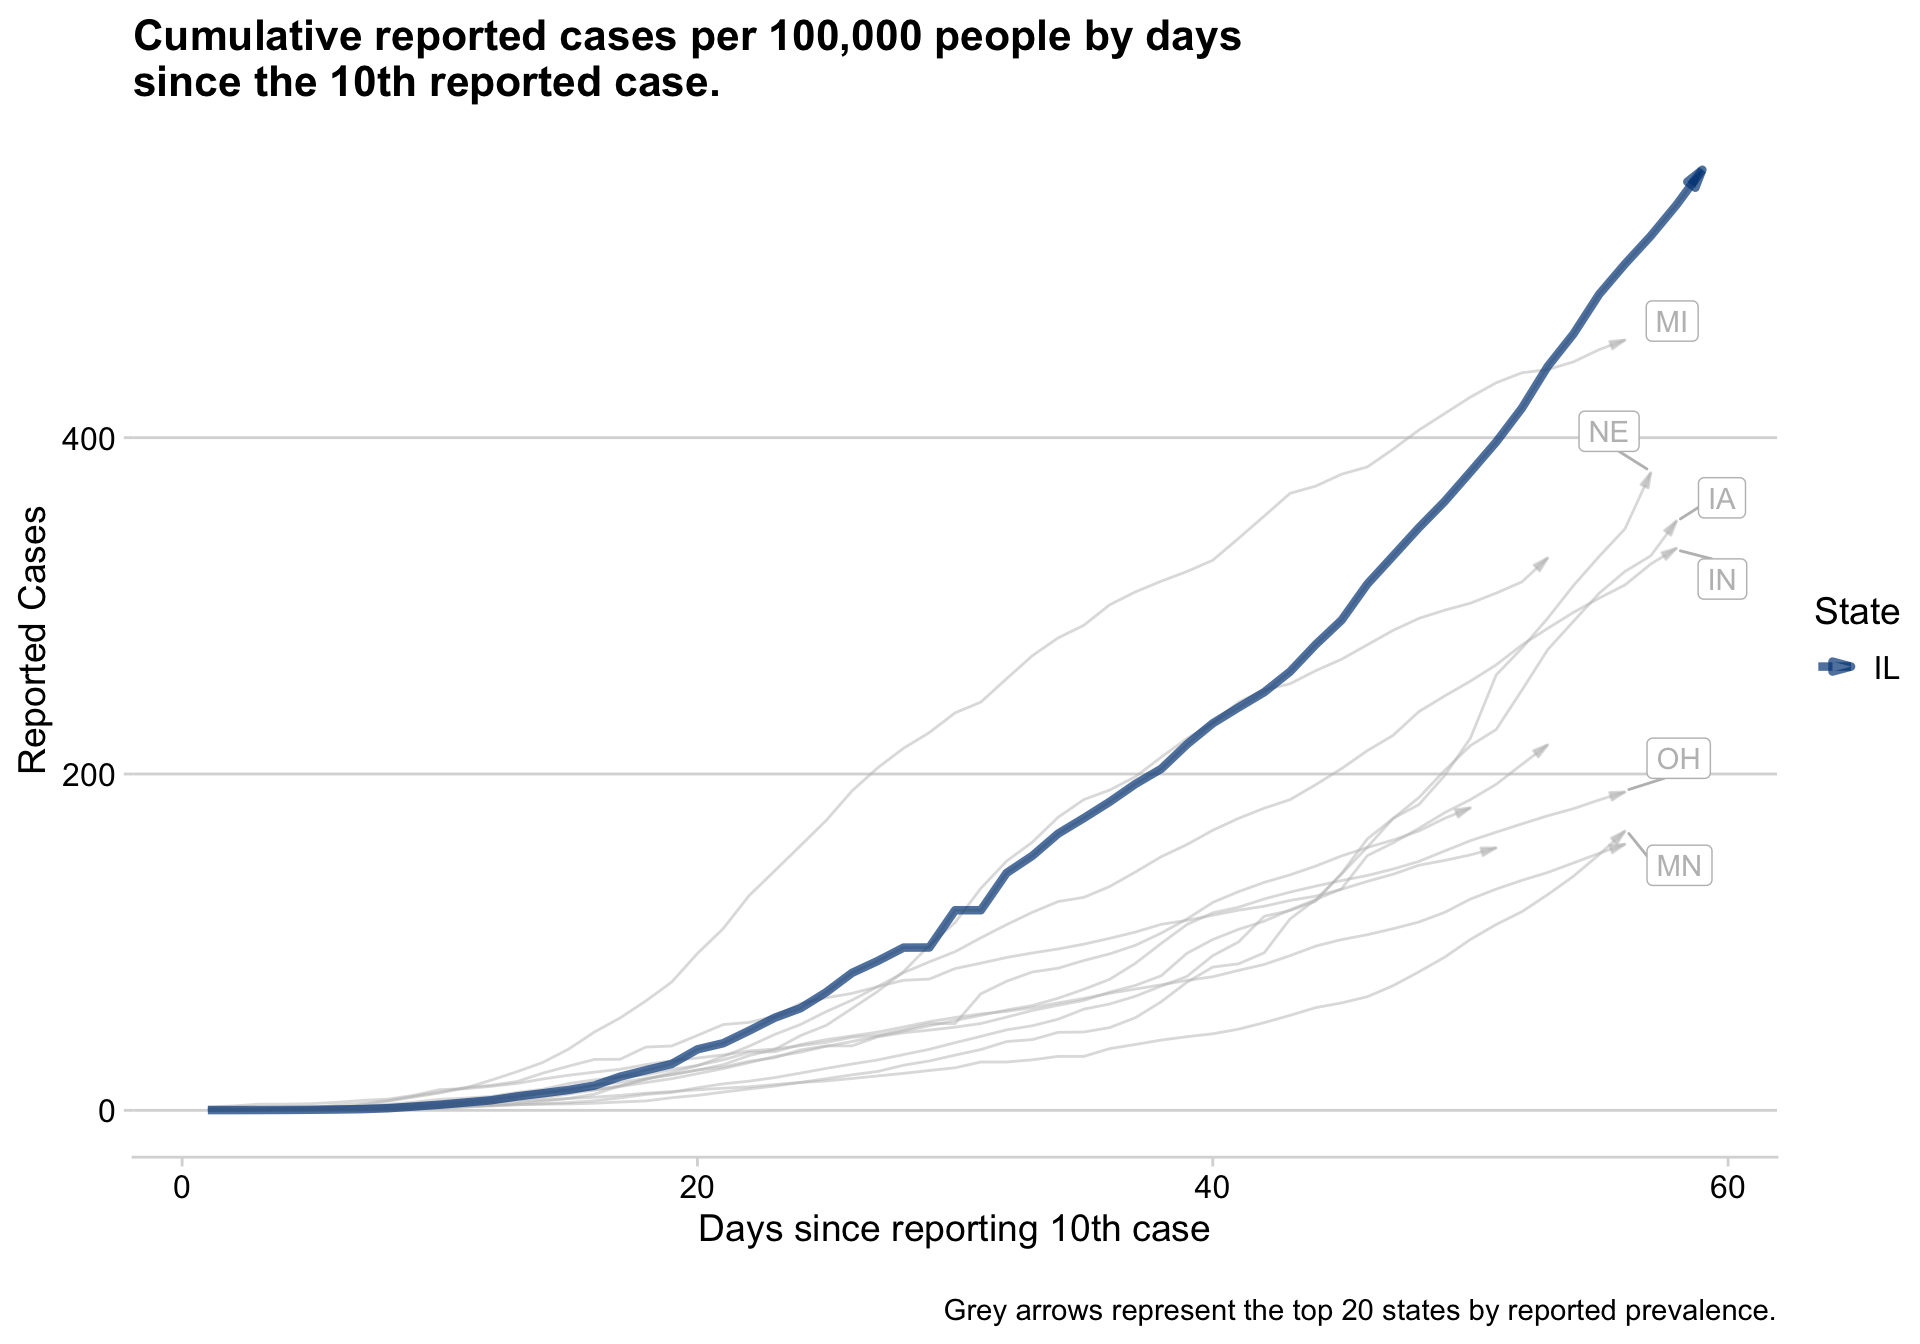 Cumulative reported cases per 100,000 people by days
since the 10th reported case.
MI
400
NE
IA
IN
Reported Cases
State
IL
OH
200
MN
0
0 20 40 60
Days since reporting 10th case
Grey arrows represent the top 20 states by reported prevalence.